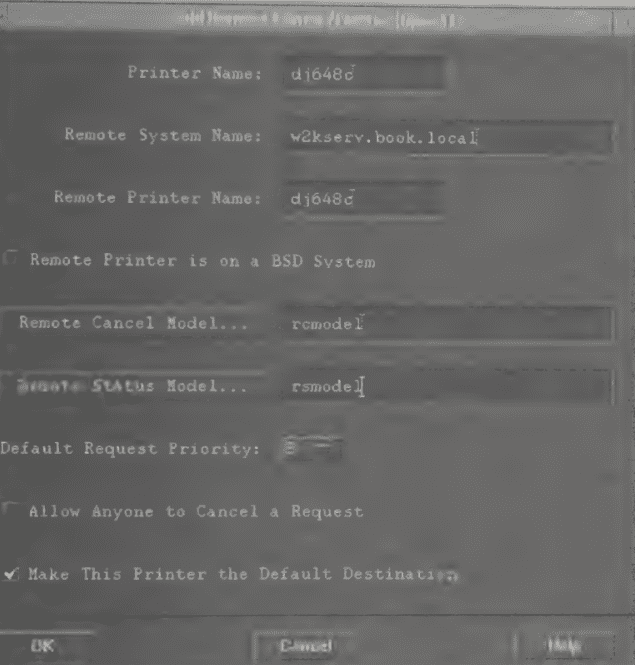 Printer Name: dj648c
Remote System Name: w2kserv.book.local
Remote Printer Name: dj648c
Remote Printer is on a BSD System
Remote Cancel Model... rcmodel
Remote Status Model... rsmodel
Default Request Priority:
Allow Anyone to Cancel a Request
Make This Printer the Default Destination
OK Cancel Help